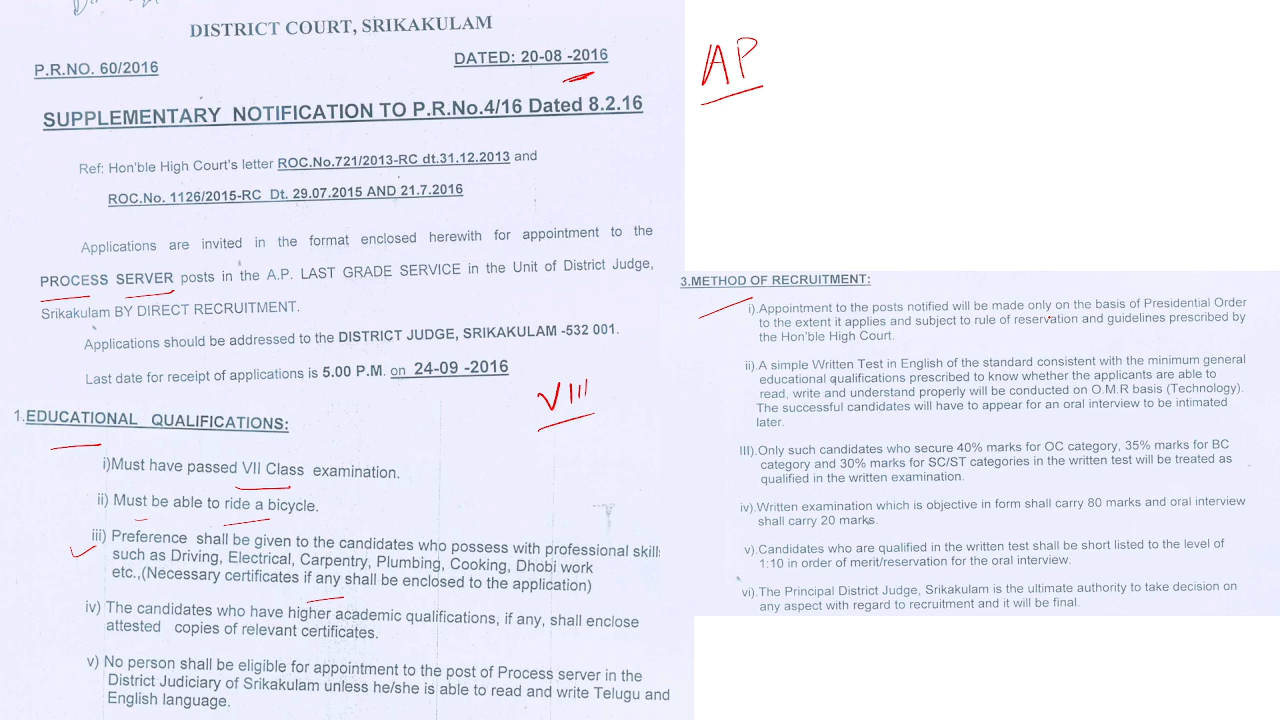 DISTRICT COURT, SRIKAKULAM
P.R.NO. 60/2016
DATED: 20-08 -2016
SUPPLEMENTARY NOTIFICATION TO P.R.No.4/16 Dated 8.2.16
Ref: Hon'ble High Court's letter ROC.No.721/2013-RC dt.31.12.2013 and
ROC.No. 1126/2015-RC Dt. 29.07.2015 AND 21.7.2016
Applications are invited in the format enclosed herewith for appointment to the
PROCESS SERVER posts in the A.P. LAST GRADE SERVICE in the Unit of District Judge,
Srikakulam BY DIRECT RECRUITMENT.
Applications should be addressed to the DISTRICT JUDGE, SRIKAKULAM -532 001.
Last date for receipt of applications is 5.00 P.M. on 24-09 -2016
VIII
1.EDUCATIONAL QUALIFICATIONS:
i)Must have passed VII Class examination.
ii) Must be able to ride a bicycle.
iii) Preference shall be given to the candidates who possess with professional skill
such as Driving, Electrical, Carpentry, Plumbing, Cooking, Dhobi work
etc.,(Necessary certificates if any shall be enclosed to the application)
iv) The candidates who have higher academic qualifications, if any, shall enclose
attested copies of relevant certificates.
v) No person shall be eligible for appointment to the post of Process server in the
District Judiciary of Srikakulam unless he/she is able to read and write Telugu and
English language.
AP
3.METHOD OF RECRUITMENT:
i).Appointment to the posts notified will be made only on the basis of Presidential Order
to the extent it applies and subject to rule of reservation and guidelines prescribed by
the Hon'ble High Court.
ii).A simple Written Test in English of the standard consistent with the minimum general
educational qualifications prescribed to know whether the applicants are able to
read, write and understand properly will be conducted on O.M.R basis (Technology).
The successful candidates will have to appear for an oral interview to be intimated
later.
III).Only such candidates who secure 40% marks for OC category, 35% marks for BC
category and 30% marks for SC/ST categories in the written test will be treated as
qualified in the written examination.
iv).Written examination which is objective in form shall carry 80 marks and oral interview
shall carry 20 marks.
v).Candidates who are qualified in the written test shall be short listed to the level of
1:10 in order of merit/reservation for the oral interview.
vi).The Principal District Judge, Srikakulam is the ultimate authority to take decision on
any aspect with regard to recruitment and it will be final.